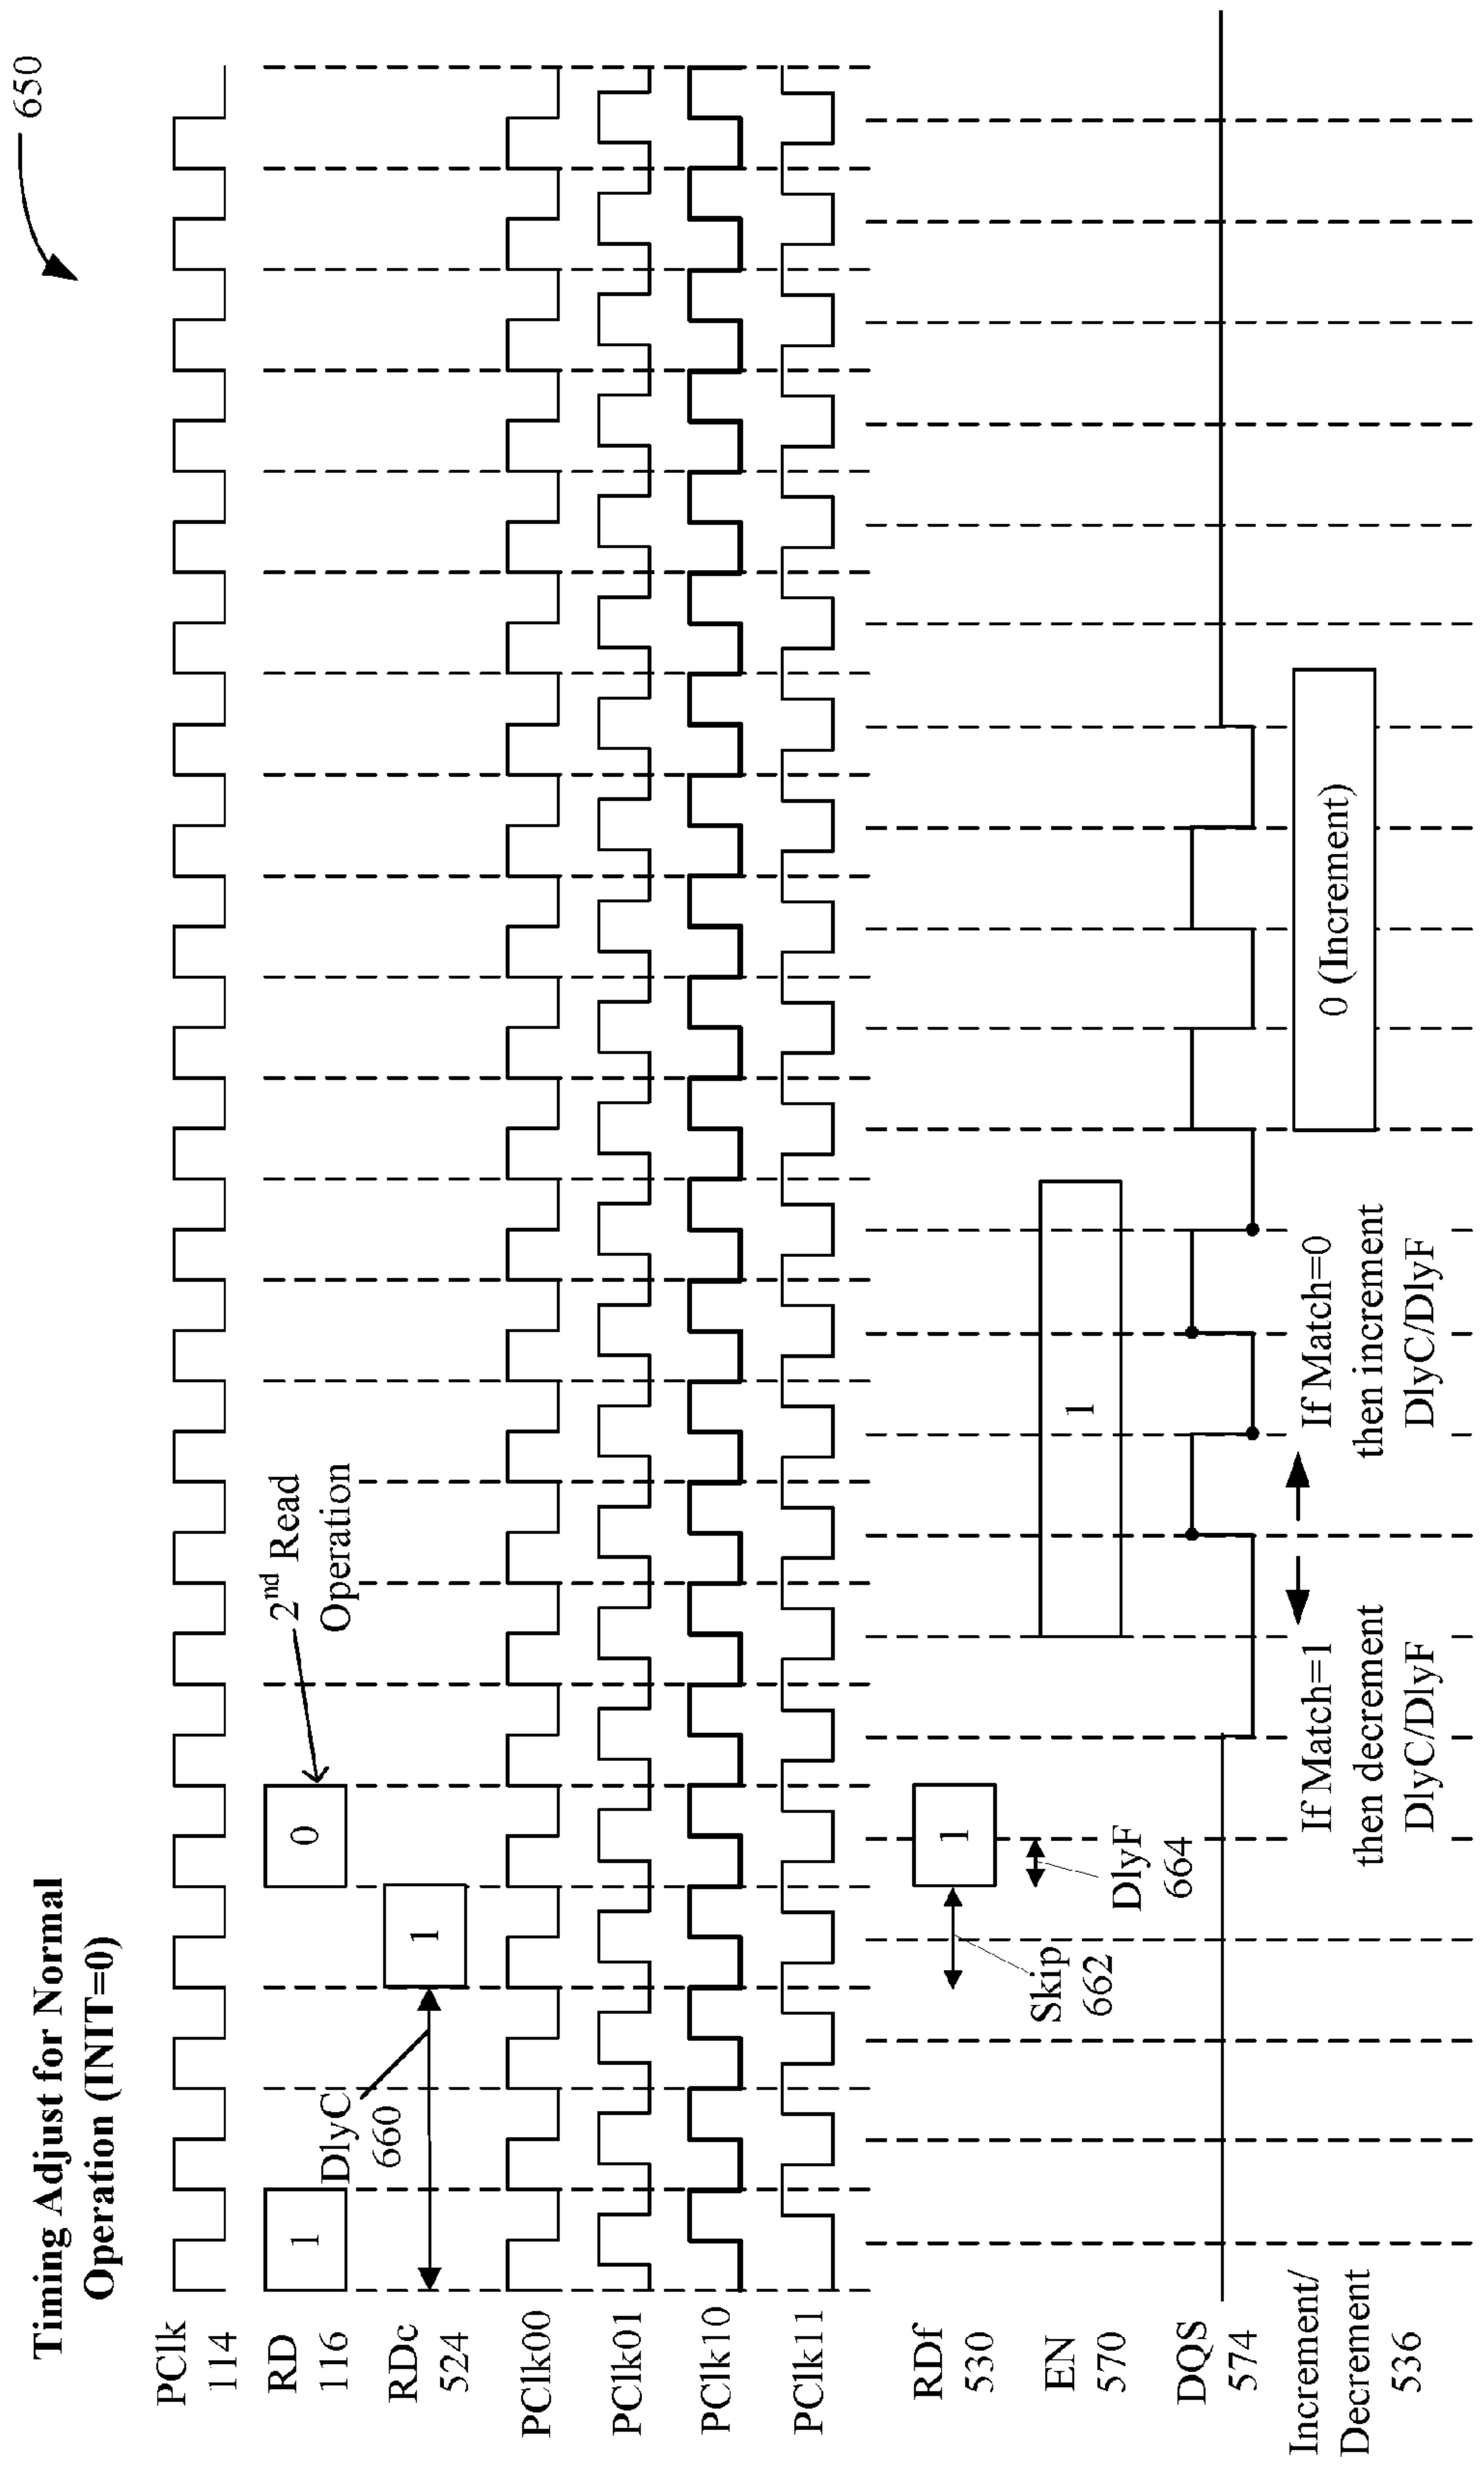 650
Timing Adjust for Normal
Operation (INIT=0)
PClk
114
RD
116
1
0
2nd Read
Operation
RDc
524
DlyC
660
1
PClk00
PClk01
PClk10
PClk11
RDf
530
1
Skip
662
DlyF
664
EN
570
1
DQS
574
Increment/
Decrement
536
If Match=1
then decrement
DlyC/DlyF
If Match=0
then increment
DlyC/DlyF
0 (Increment)